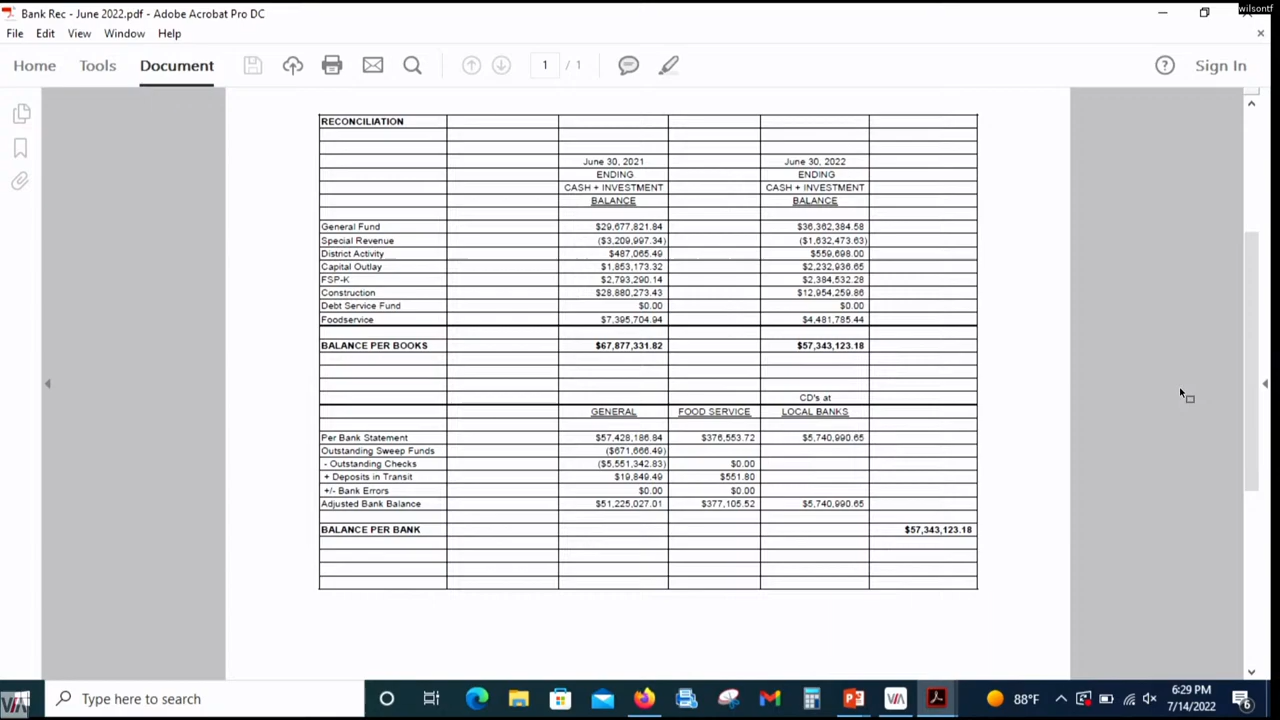 wilsontf
Bank Rec - June 2022.pdf - Adobe Acrobat Pro DC
File Edit View Window Help
Home Tools Document 1 / 1 Sign In
RECONCILIATION
June 30, 2021 June 30, 2022
ENDING ENDING
CASH + INVESTMENT CASH + INVESTMENT
BALANCE BALANCE
General Fund $29,677,821.84 $36,362,384.58
Special Revenue ($3,209,997.34) ($1,632,473.63)
District Activity $487,065.49 $559,698.00
Capital Outlay $1,853,173.32 $2,232,936.65
FSP-K $2,793,290.14 $2,384,532.28
Construction $28,880,273.43 $12,954,259.86
Debt Service Fund $0.00 $0.00
Foodservice $7,395,704.94 $4,481,785.44
BALANCE PER BOOKS $67,877,331.82 $57,343,123.18
CD's at
GENERAL FOOD SERVICE LOCAL BANKS
Per Bank Statement $57,428,186.84 $376,553.72 $5,740,990.65
Outstanding Sweep Funds ($671,666.49)
- Outstanding Checks ($5,551,342.83) $0.00
+ Deposits in Transit $19,849.49 $551.80
+/- Bank Errors $0.00 $0.00
Adjusted Bank Balance $51,225,027.01 $377,105.52 $5,740,990.65
BALANCE PER BANK $57,343,123.18
VIA Type here to search VIA 88°F 6:29 PM
7/14/2022 6